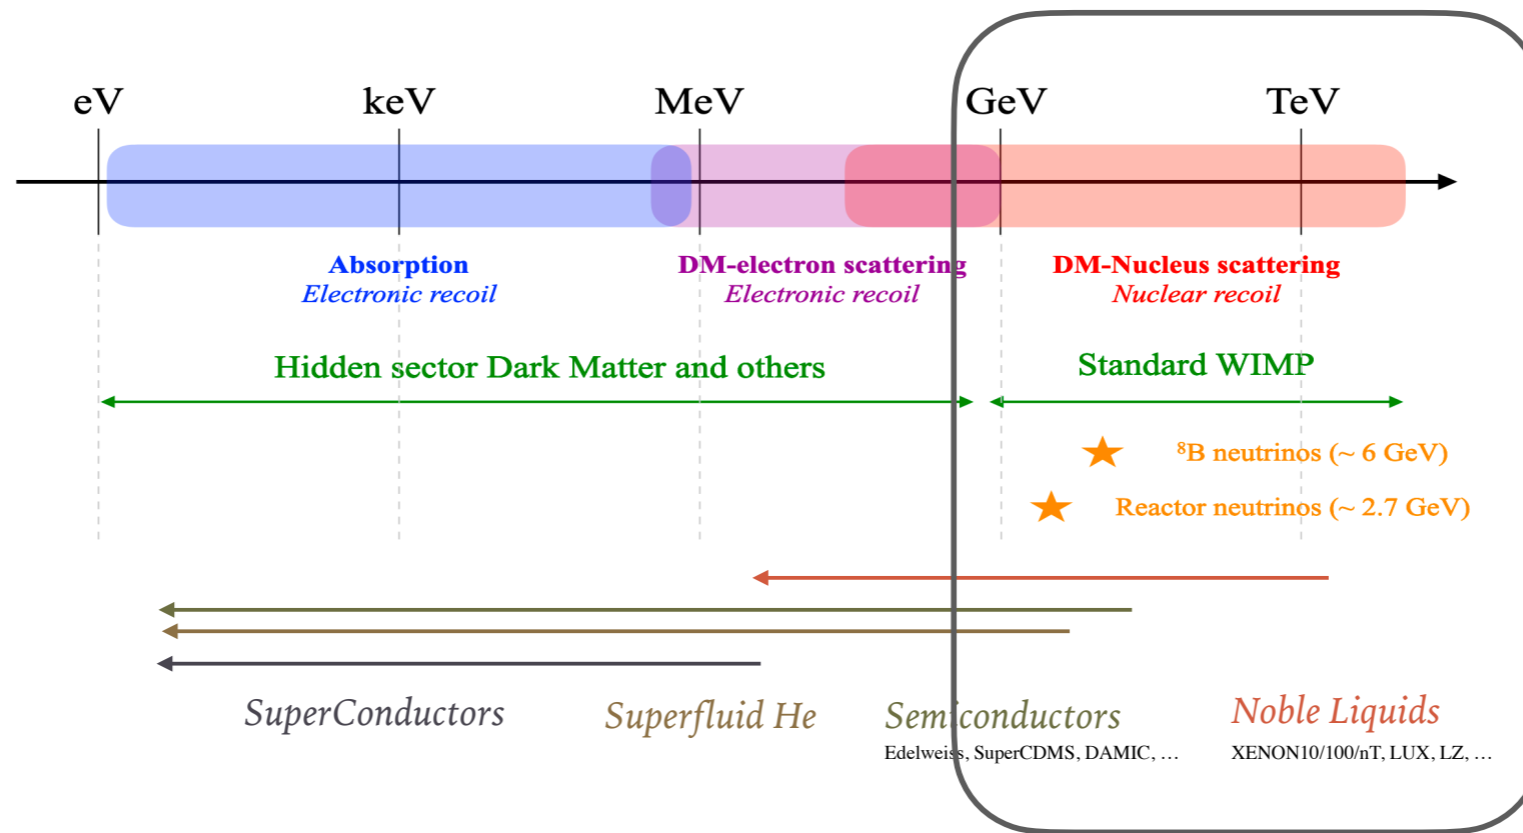 eV keV MeV GeV TeV
Absorption
Electronic recoil
DM-electron scattering
Electronic recoil
DM-Nucleus scattering
Nuclear recoil
Hidden sector Dark Matter and others
Standard WIMP
⁸B neutrinos (~ 6 GeV)
Reactor neutrinos (~ 2.7 GeV)
SuperConductors
Superfluid He
Semiconductors
Edelweiss, SuperCDMS, DAMIC, …
Noble Liquids
XENON10/100/nT, LUX, LZ, …